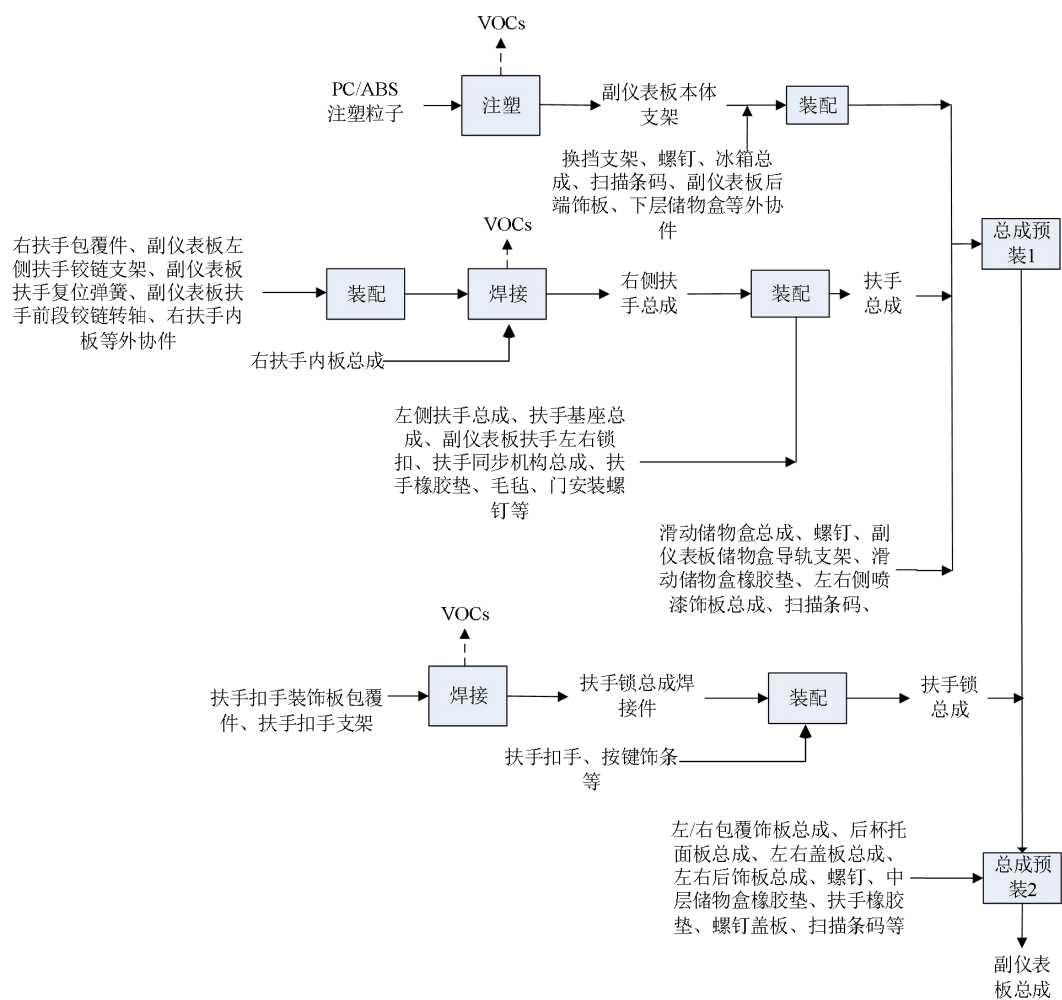 VOCs
PC/ABS
注塑粒子
注塑
副仪表板本体
支架
装配
换挡支架、螺钉、冰箱总
成、扫描条码、副仪表板后
端饰板、下层储物盒等外协
件
总成预
装1
VOCs
右扶手包覆件、副仪表板左
侧扶手铰链支架、副仪表板
扶手复位弹簧、副仪表板扶
手前段铰链转轴、右扶手内
板等外协件
装配
焊接
右侧扶
手总成
装配
扶手
总成
右扶手内板总成
左侧扶手总成、扶手基座总
成、副仪表板扶手左右锁
扣、扶手同步机构总成、扶
手橡胶垫、毛毡、门安装螺
钉等
滑动储物盒总成、螺钉、副
仪表板储物盒导轨支架、滑
动储物盒橡胶垫、左右侧喷
漆饰板总成、扫描条码、
VOCs
扶手扣手装饰板包覆
件、扶手扣手支架
焊接
扶手锁总成焊
接件
装配
扶手锁
总成
扶手扣手、按键饰条
等
左/右包覆饰板总成、后杯托
面板总成、左右盖板总成、
左右后饰板总成、螺钉、中
层储物盒橡胶垫、扶手橡胶
垫、螺钉盖板、扫描条码等
总成预
装2
副仪表
板总成